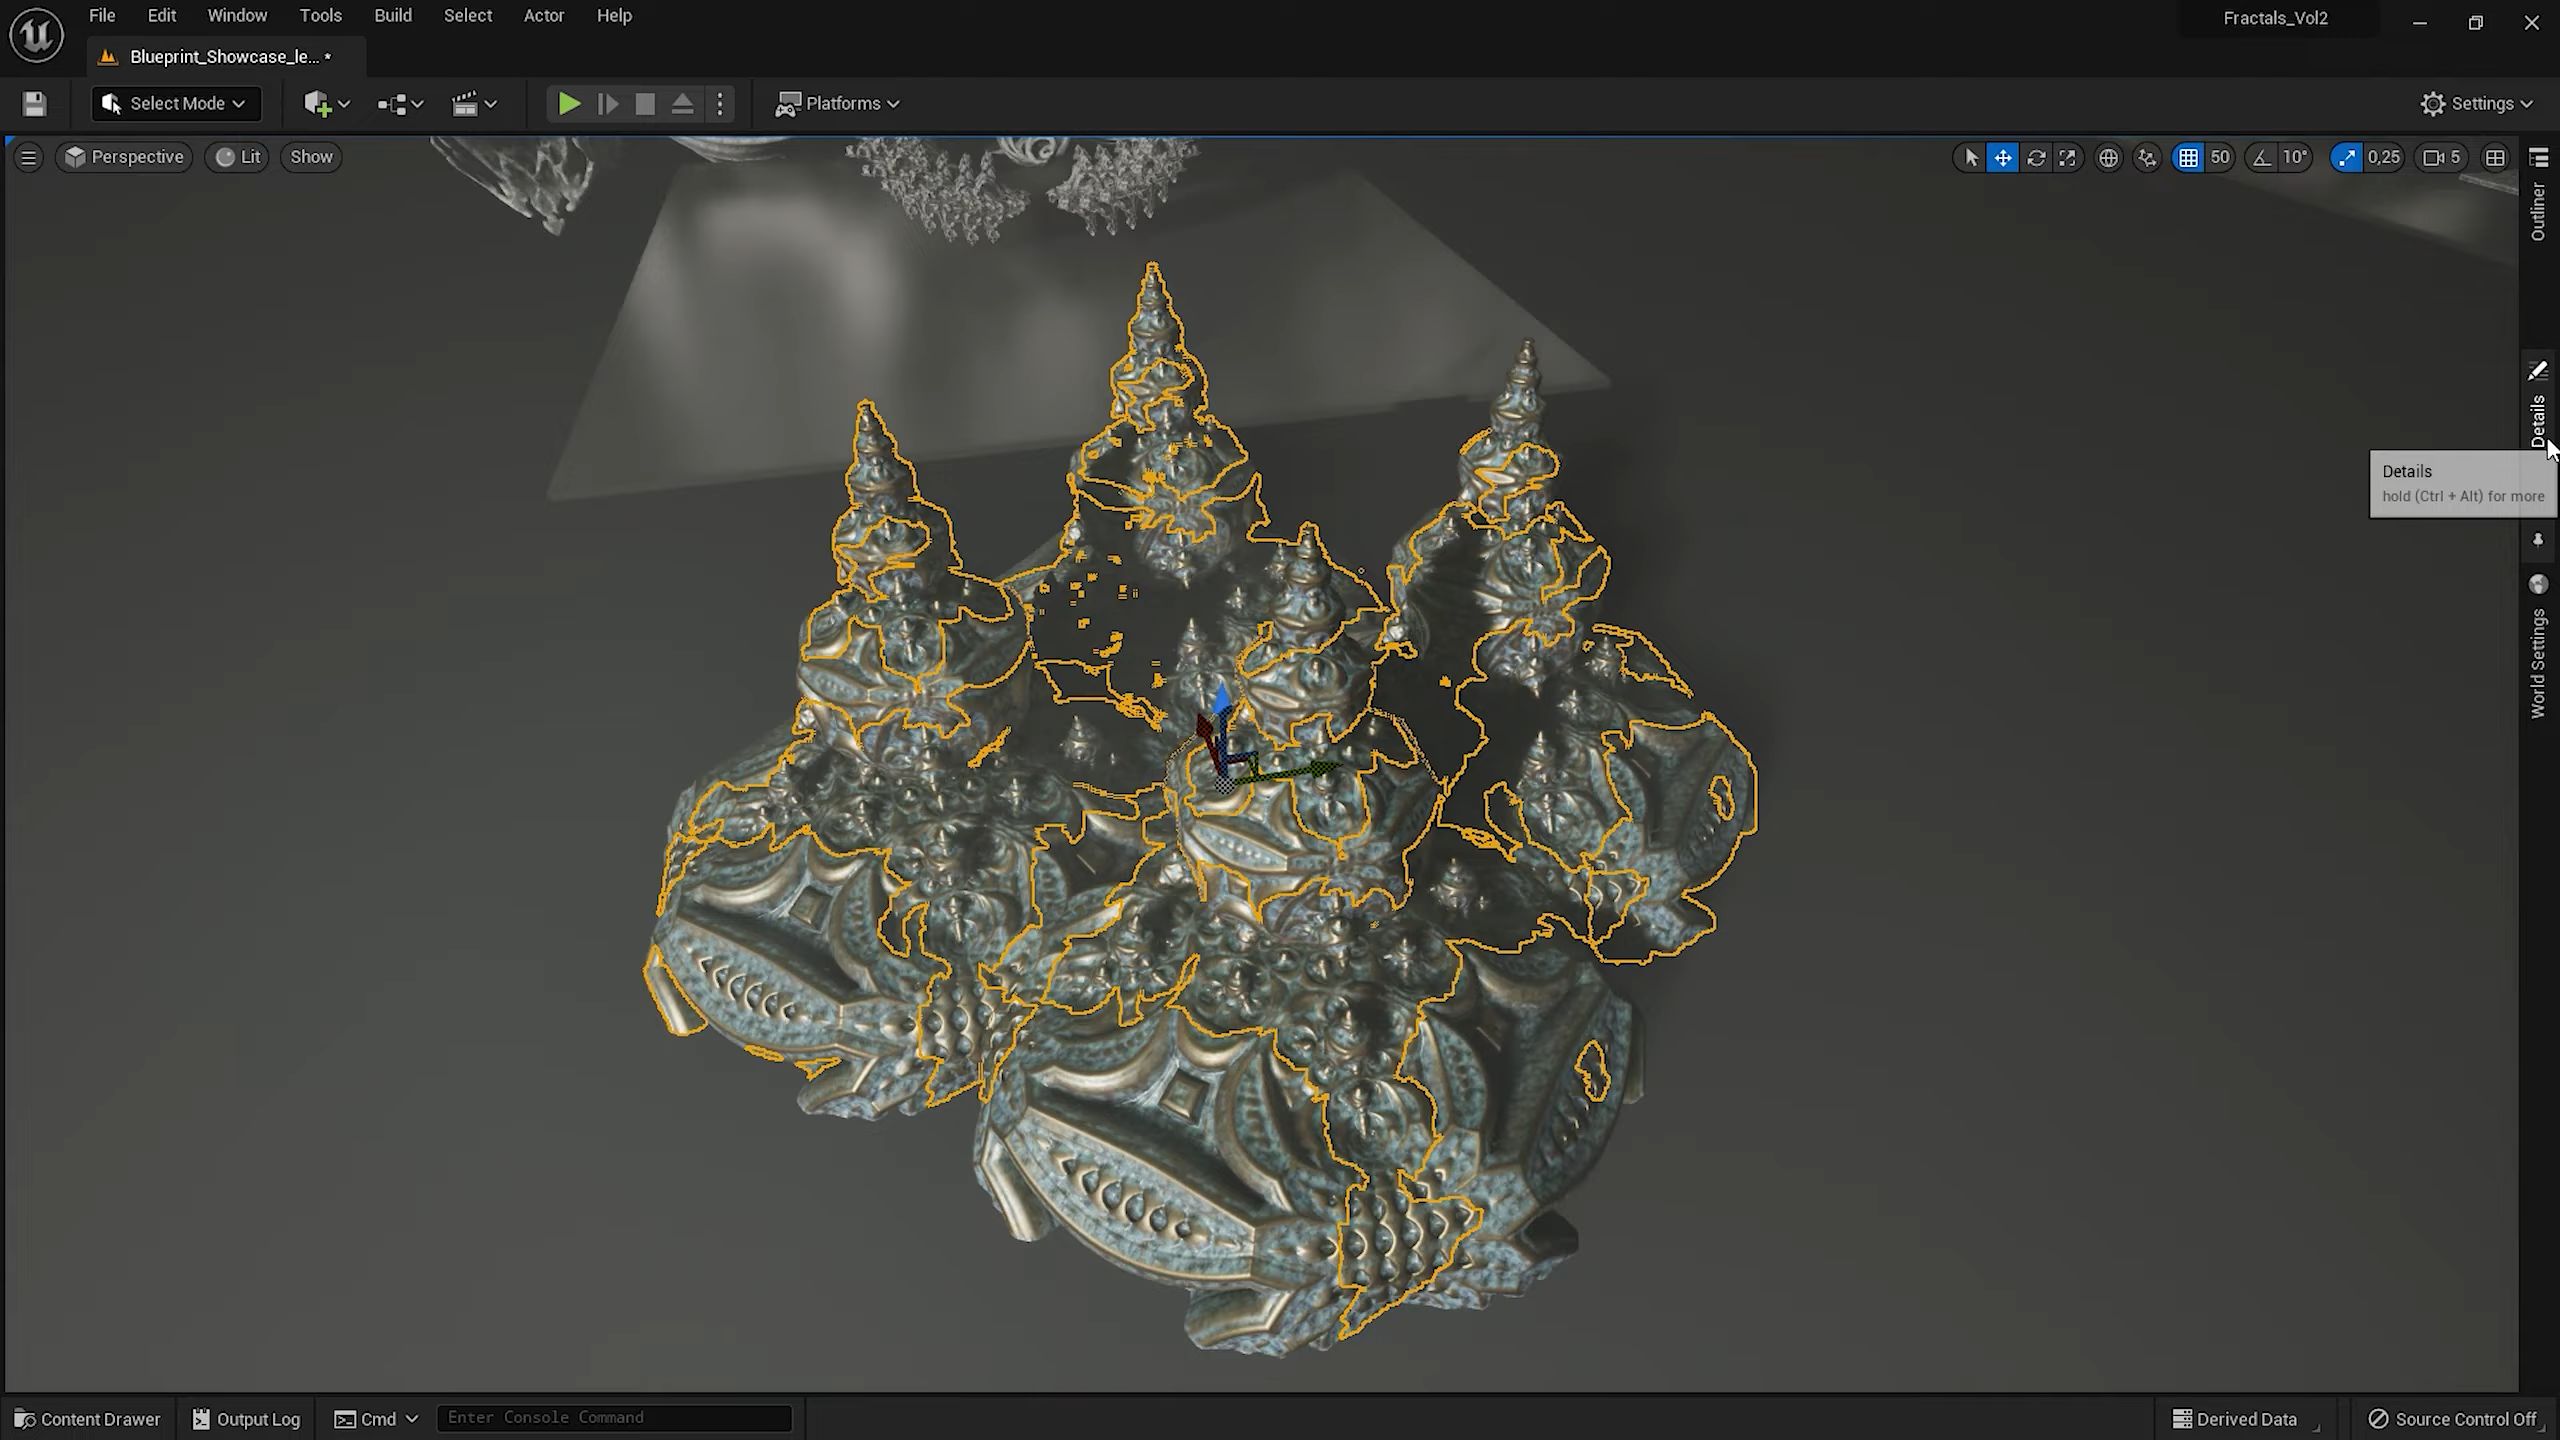 File Edit Window Tools Build Select Actor Help
Fractals_Vol2
Blueprint_Showcase_le... *
Select Mode
Platforms
Settings
Perspective Lit Show
50 10° 0,25 5
Outliner
Details
Details
hold (Ctrl + Alt) for more
World Settings
Content Drawer Output Log Cmd Enter Console Command
Derived Data Source Control Off